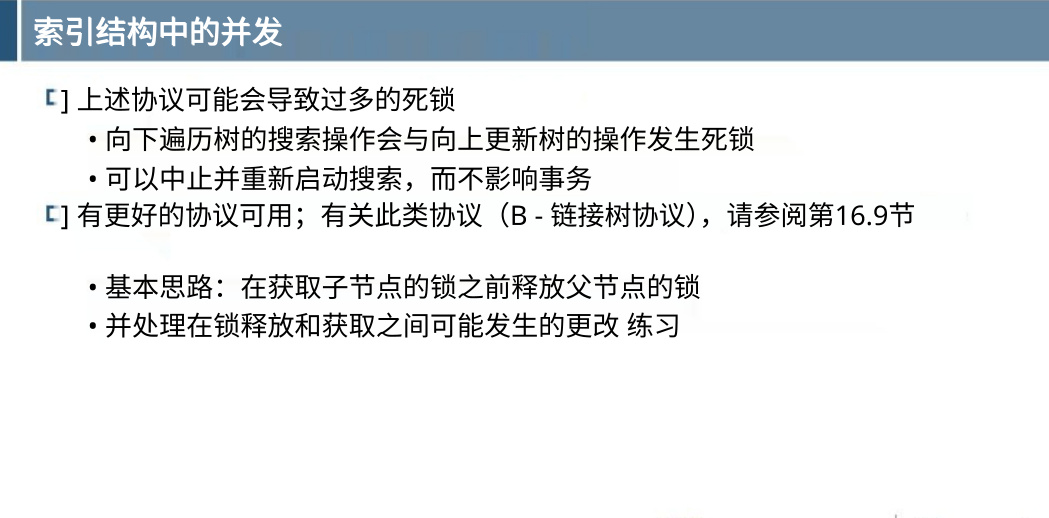 索引结构中的并发
[] 上述协议可能会导致过多的死锁
• 向下遍历树的搜索操作会与向上更新树的操作发生死锁
• 可以中止并重新启动搜索，而不影响事务
[] 有更好的协议可用；有关此类协议（B - 链接树协议），请参阅第16.9节
• 基本思路：在获取子节点的锁之前释放父节点的锁
• 并处理在锁释放和获取之间可能发生的更改 练习